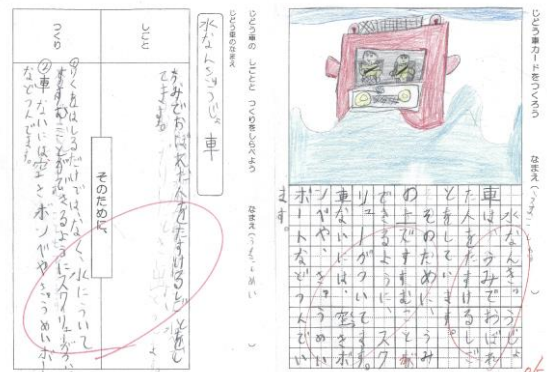 じどう車カードをつくろう
なまえ（
水なんきゅうじょ
車は、うみでおぼれ
た人をたすけるしご
とをしています。
そのために、うみ
の上ですすむことが
できるように、スク
リューがついてます。
車ないには、空きボ
ンベや、きゅうめい
ボートなどつんでい
ます。
じどう車の しごとと つくりをしらべよう
なまえ（
じどう車のなまえ
水なんきゅうじょ 車
しごと
うみでおぼれた人をたすけるしごと
そのために、
つくり
りくをはしるだけではなく、水について
すすむことができるようにスクリューがつい
車ないには空きボンベや、きゅうめいボー
などつんでます。